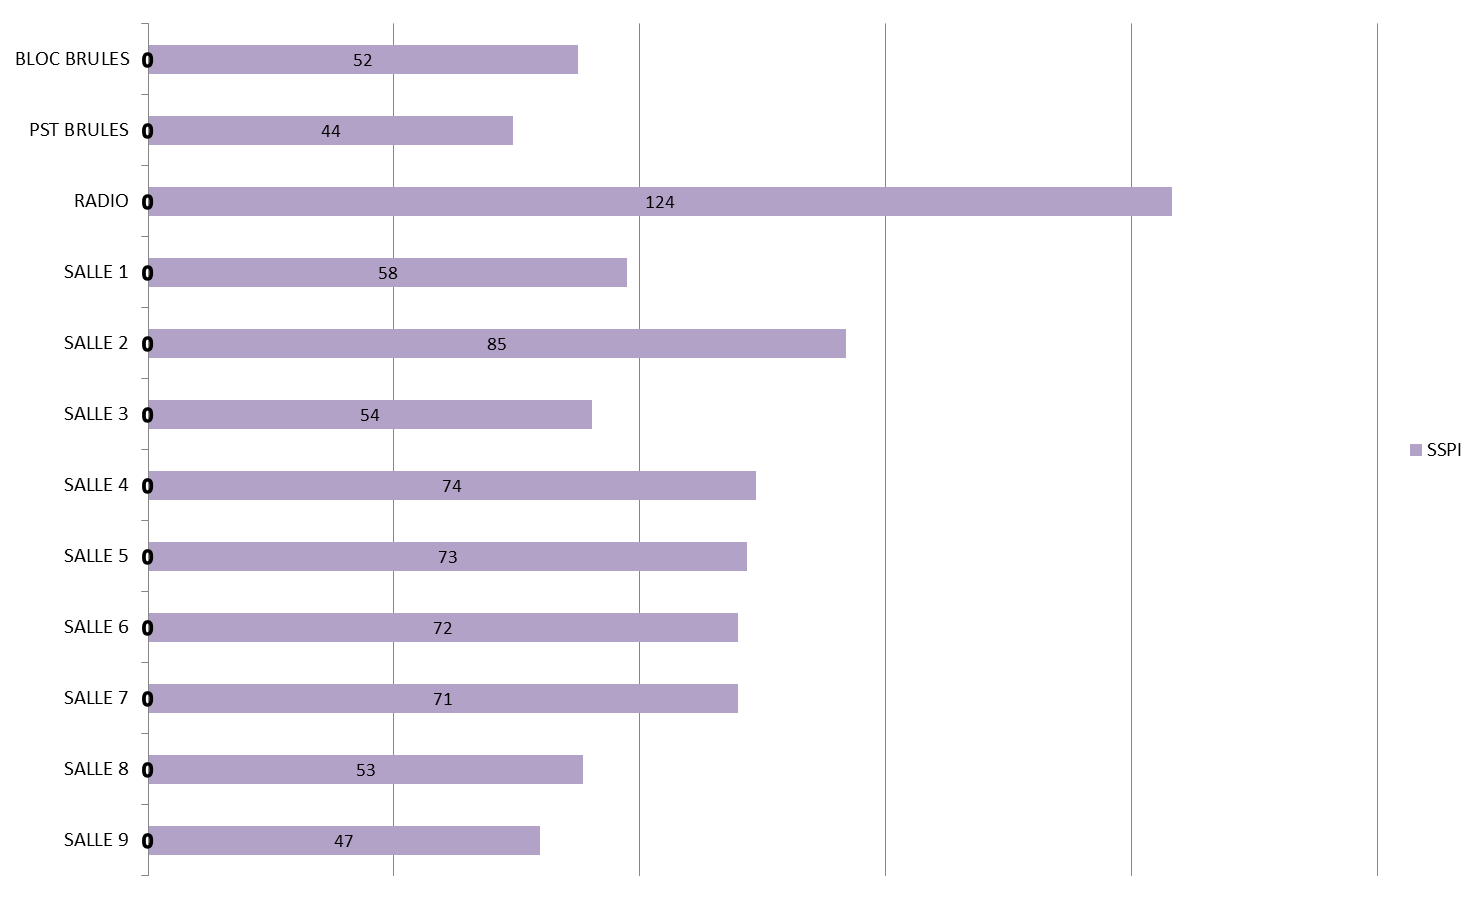 BLOC BRULES 0 52
PST BRULES 0 44
RADIO 0 124
SALLE 1 0 58
SALLE 2 0 85
SALLE 3 0 54
SALLE 4 0 74
SALLE 5 0 73
SALLE 6 0 72
SALLE 7 0 71
SALLE 8 0 53
SALLE 9 0 47
SSPI